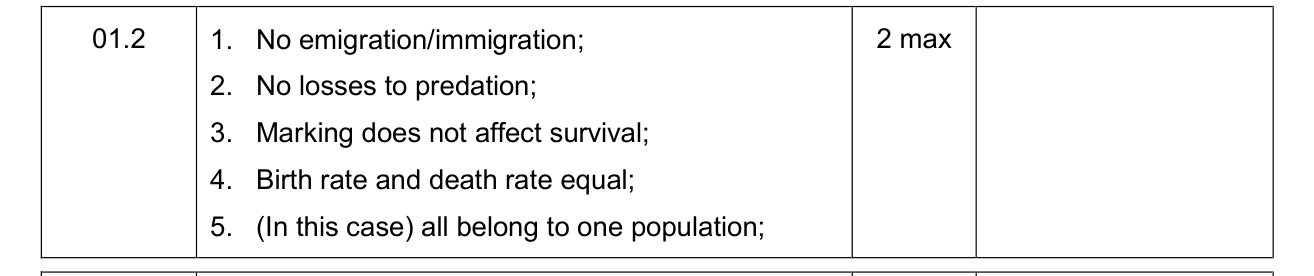 01.2 1. No emigration/immigration; 2 max
2. No losses to predation;
3. Marking does not affect survival;
4. Birth rate and death rate equal;
5. (In this case) all belong to one population;